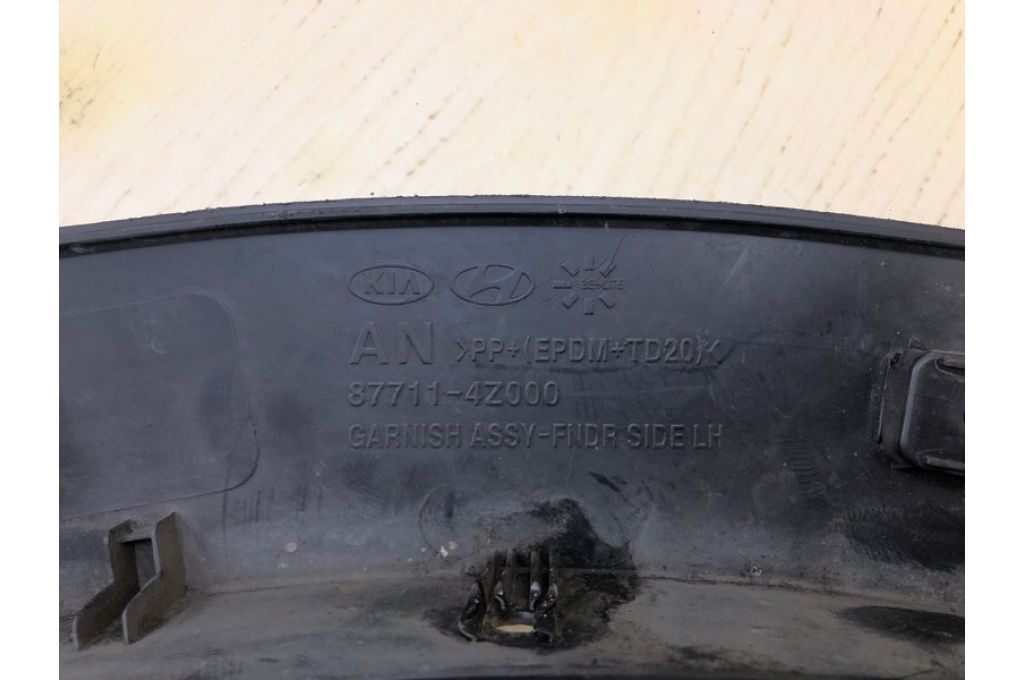 KIA
AN >PP+(EPDM+TD20)<
87711-4Z000
GARNISH ASSY-FNDR SIDE LH